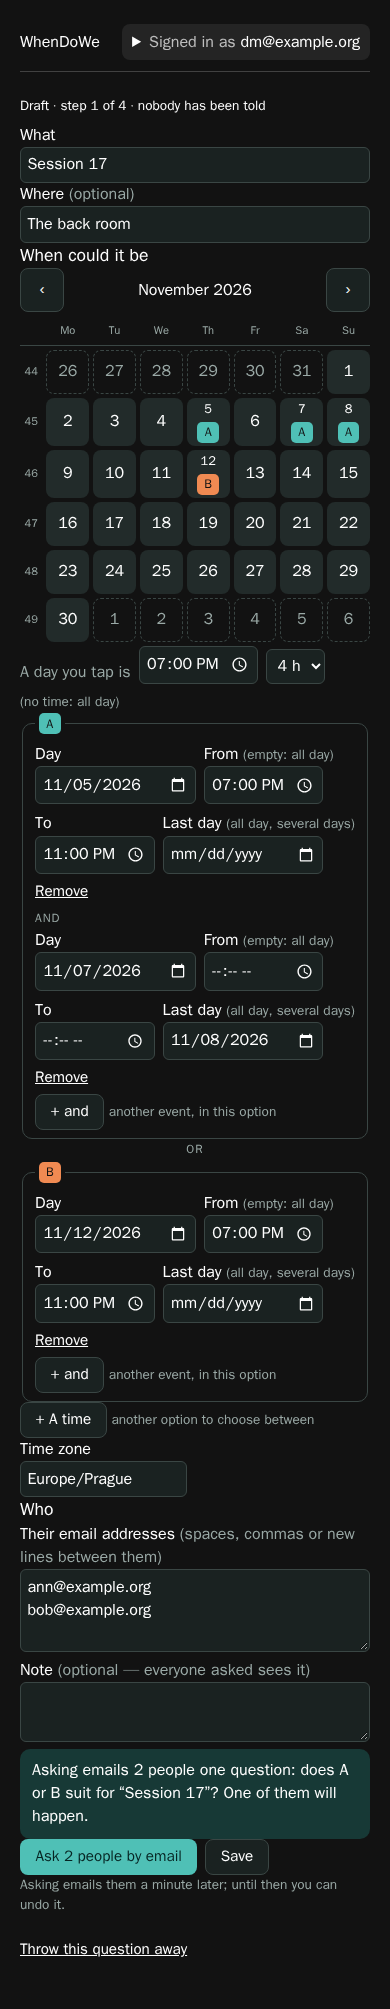 WhenDoWe
▶ Signed in as dm@example.org
Draft · step 1 of 4 · nobody has been told
What
Session 17
Where (optional)
The back room
When could it be
‹ November 2026 ›
Mo Tu We Th Fr Sa Su
44 26 27 28 29 30 31 1
45 2 3 4 5 A 6 7 A 8 A
46 9 10 11 12 B 13 14 15
47 16 17 18 19 20 21 22
48 23 24 25 26 27 28 29
49 30 1 2 3 4 5 6
A day you tap is 07:00 PM 4 h
(no time: all day)
A
Day From (empty: all day)
11/05/2026 07:00 PM
To Last day (all day, several days)
11:00 PM mm/dd/yyyy
Remove
AND
Day From (empty: all day)
11/07/2026 --:-- --
To Last day (all day, several days)
--:-- -- 11/08/2026
Remove
+ and another event, in this option
OR
B
Day From (empty: all day)
11/12/2026 07:00 PM
To Last day (all day, several days)
11:00 PM mm/dd/yyyy
Remove
+ and another event, in this option
+ A time another option to choose between
Time zone
Europe/Prague
Who
Their email addresses (spaces, commas or new
lines between them)
ann@example.org
bob@example.org
Note (optional — everyone asked sees it)
Asking emails 2 people one question: does A
or B suit for “Session 17”? One of them will
happen.
Ask 2 people by email Save
Asking emails them a minute later; until then you can
undo it.
Throw this question away